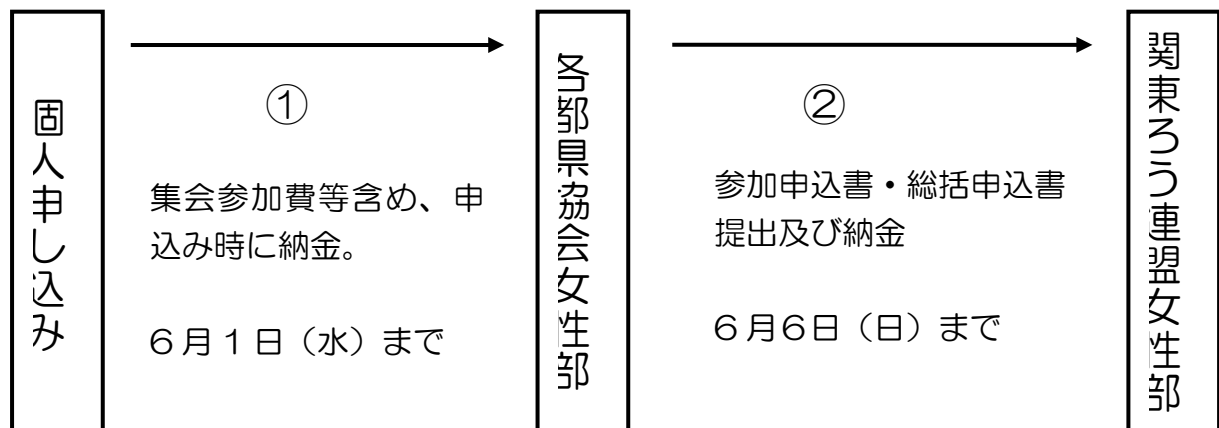 固人申し込み
①
集会参加費等含め、申
込み時に納金。
６月１日（水）まで
各都県協会女性部
②
参加申込書・総括申込書
提出及び納金
６月６日（日）まで
関東ろう連盟女性部